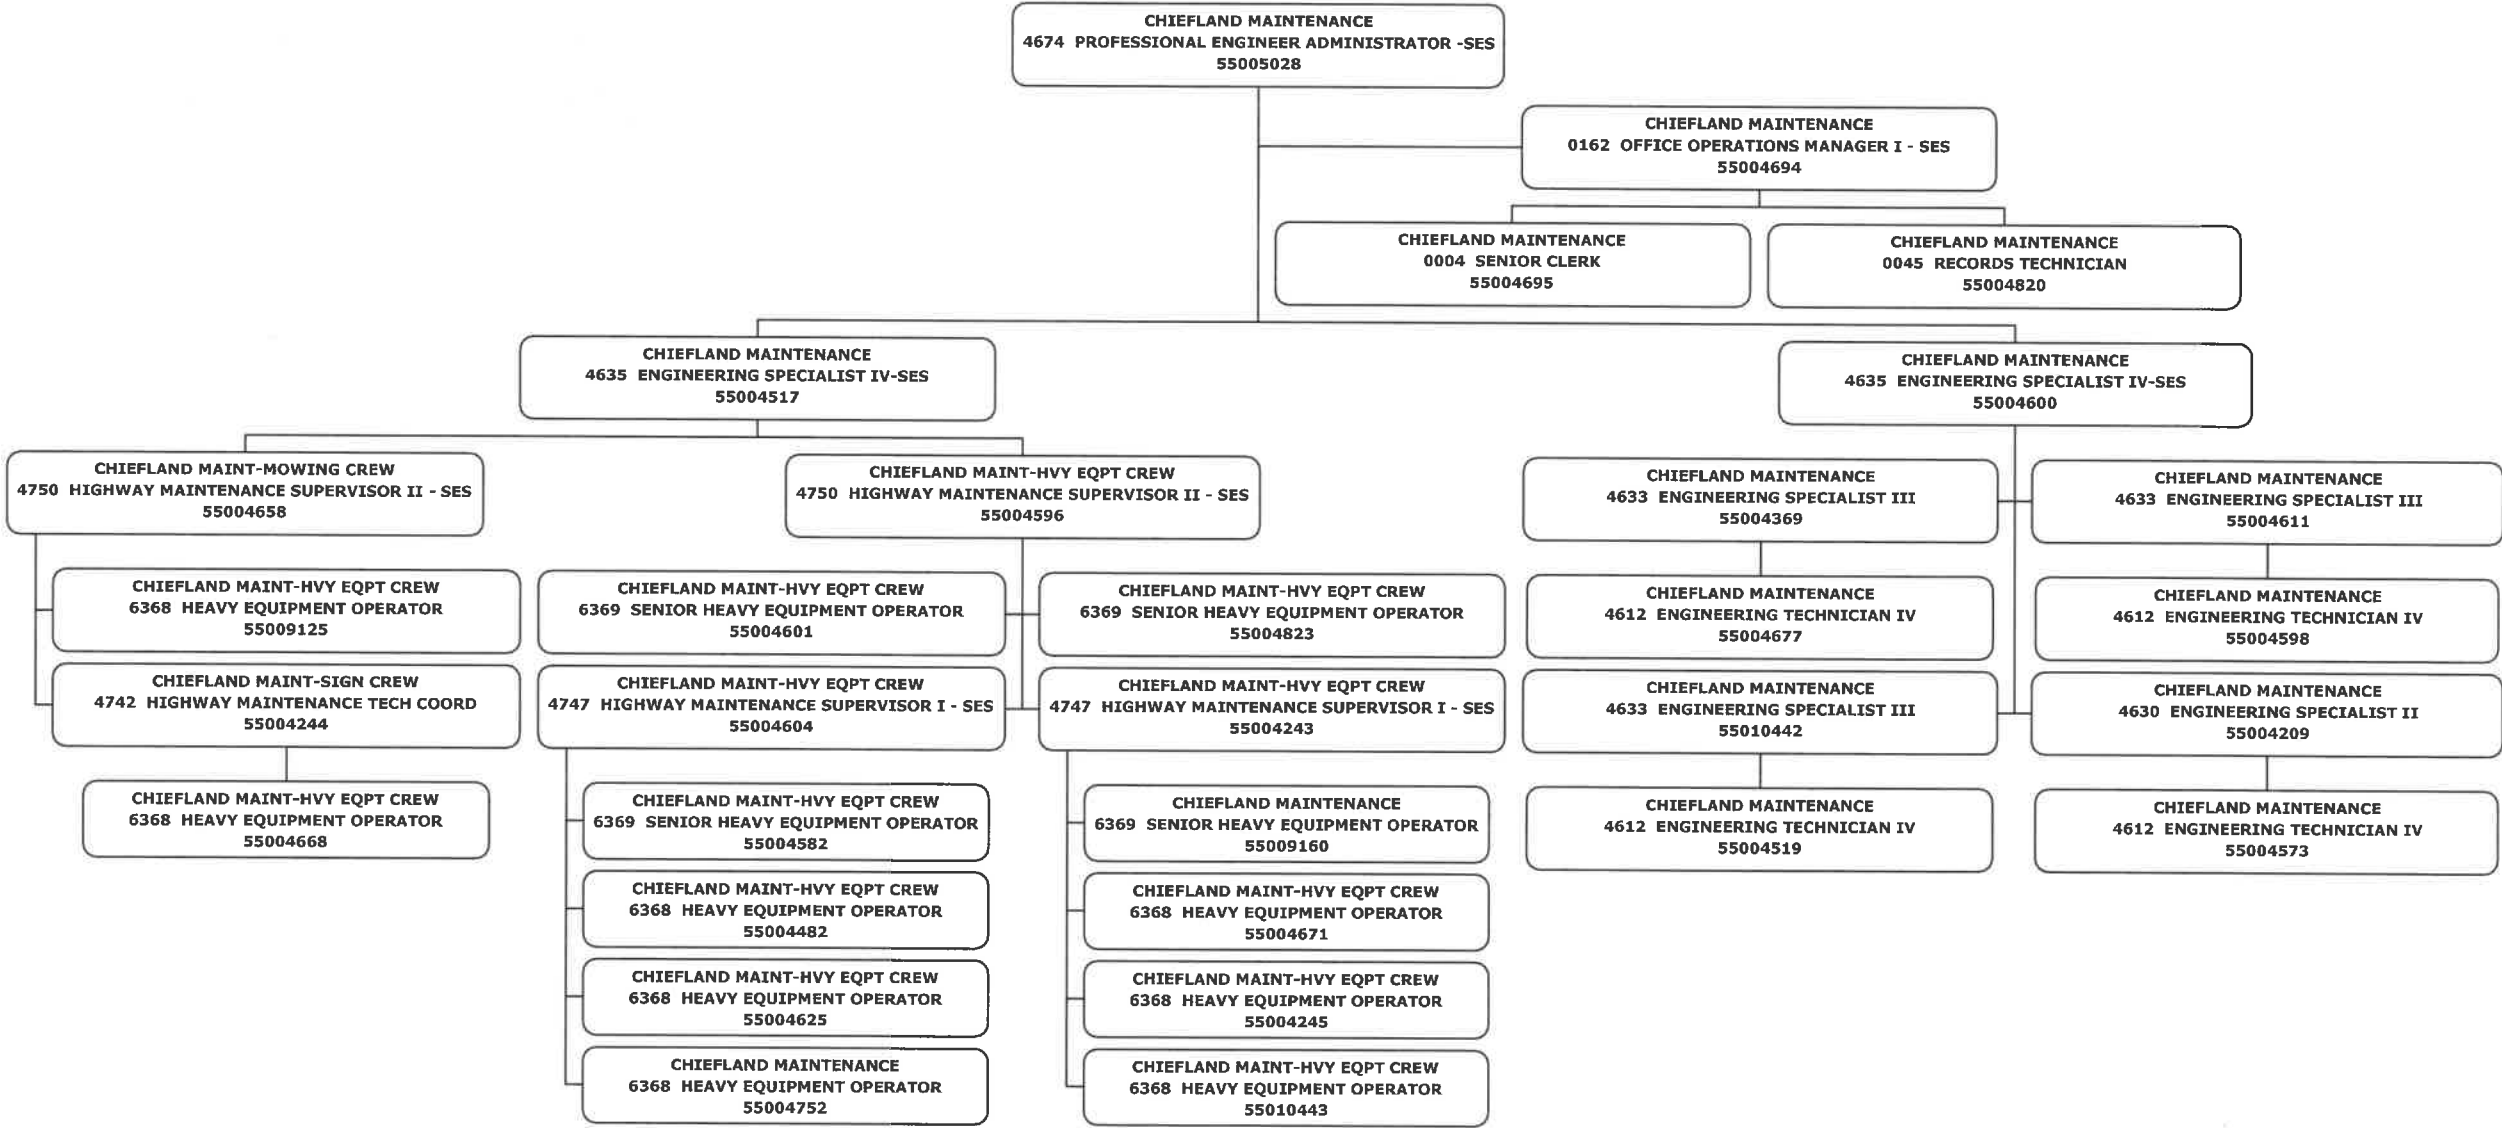 CHIEFLAND MAINTENANCE
4674 PROFESSIONAL ENGINEER ADMINISTRATOR -SES
55005028
CHIEFLAND MAINTENANCE
0162 OFFICE OPERATIONS MANAGER I - SES
55004694
CHIEFLAND MAINTENANCE
0004 SENIOR CLERK
55004695
CHIEFLAND MAINTENANCE
0045 RECORDS TECHNICIAN
55004820
CHIEFLAND MAINTENANCE
4635 ENGINEERING SPECIALIST IV-SES
55004517
CHIEFLAND MAINTENANCE
4635 ENGINEERING SPECIALIST IV-SES
55004600
CHIEFLAND MAINT-MOWING CREW
4750 HIGHWAY MAINTENANCE SUPERVISOR II - SES
55004658
CHIEFLAND MAINT-HVY EQPT CREW
4750 HIGHWAY MAINTENANCE SUPERVISOR II - SES
55004596
CHIEFLAND MAINTENANCE
4633 ENGINEERING SPECIALIST III
55004369
CHIEFLAND MAINTENANCE
4633 ENGINEERING SPECIALIST III
55004611
CHIEFLAND MAINT-HVY EQPT CREW
6368 HEAVY EQUIPMENT OPERATOR
55009125
CHIEFLAND MAINT-HVY EQPT CREW
6369 SENIOR HEAVY EQUIPMENT OPERATOR
55004601
CHIEFLAND MAINT-HVY EQPT CREW
6369 SENIOR HEAVY EQUIPMENT OPERATOR
55004823
CHIEFLAND MAINTENANCE
4612 ENGINEERING TECHNICIAN IV
55004677
CHIEFLAND MAINTENANCE
4612 ENGINEERING TECHNICIAN IV
55004598
CHIEFLAND MAINT-SIGN CREW
4742 HIGHWAY MAINTENANCE TECH COORD
55004244
CHIEFLAND MAINT-HVY EQPT CREW
4747 HIGHWAY MAINTENANCE SUPERVISOR I - SES
55004604
CHIEFLAND MAINT-HVY EQPT CREW
4747 HIGHWAY MAINTENANCE SUPERVISOR I - SES
55004243
CHIEFLAND MAINTENANCE
4633 ENGINEERING SPECIALIST III
55010442
CHIEFLAND MAINTENANCE
4630 ENGINEERING SPECIALIST II
55004209
CHIEFLAND MAINT-HVY EQPT CREW
6368 HEAVY EQUIPMENT OPERATOR
55004668
CHIEFLAND MAINT-HVY EQPT CREW
6369 SENIOR HEAVY EQUIPMENT OPERATOR
55004582
CHIEFLAND MAINTENANCE
6369 SENIOR HEAVY EQUIPMENT OPERATOR
55009160
CHIEFLAND MAINTENANCE
4612 ENGINEERING TECHNICIAN IV
55004519
CHIEFLAND MAINTENANCE
4612 ENGINEERING TECHNICIAN IV
55004573
CHIEFLAND MAINT-HVY EQPT CREW
6368 HEAVY EQUIPMENT OPERATOR
55004482
CHIEFLAND MAINT-HVY EQPT CREW
6368 HEAVY EQUIPMENT OPERATOR
55004671
CHIEFLAND MAINT-HVY EQPT CREW
6368 HEAVY EQUIPMENT OPERATOR
55004625
CHIEFLAND MAINT-HVY EQPT CREW
6368 HEAVY EQUIPMENT OPERATOR
55004245
CHIEFLAND MAINTENANCE
6368 HEAVY EQUIPMENT OPERATOR
55004752
CHIEFLAND MAINT-HVY EQPT CREW
6368 HEAVY EQUIPMENT OPERATOR
55010443